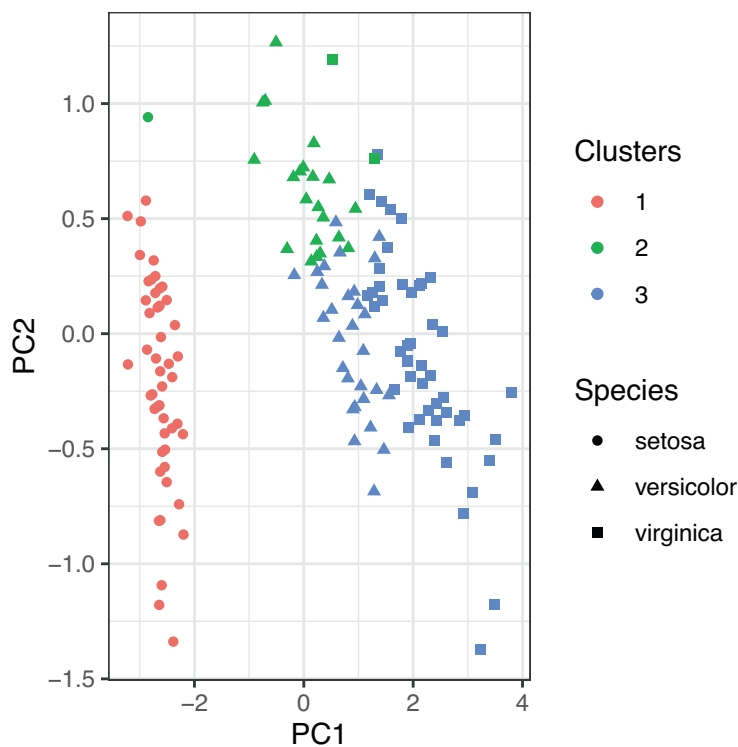 1.0
0.5
0.0
−0.5
−1.0
−1.5
PC2
−2
0
2
4
PC1
Clusters
1
2
3
Species
setosa
versicolor
virginica